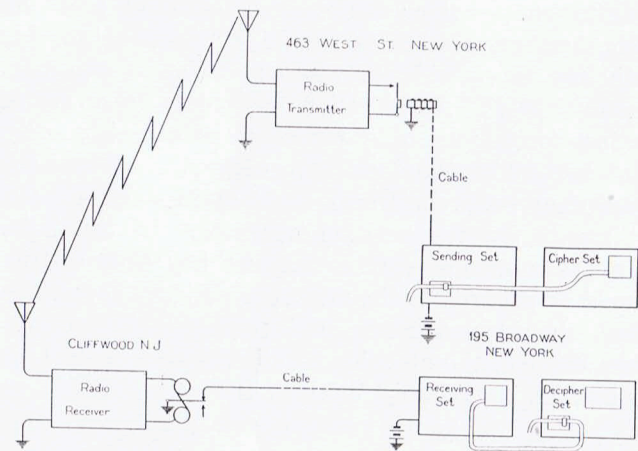 463 WEST ST. NEW YORK
Radio
Transmitter
Cable
Sending Set
Cipher Set
195 BROADWAY
NEW YORK
CLIFFWOOD N J
Radio
Receiver
Cable
Receiving
Set
Decipher
Set